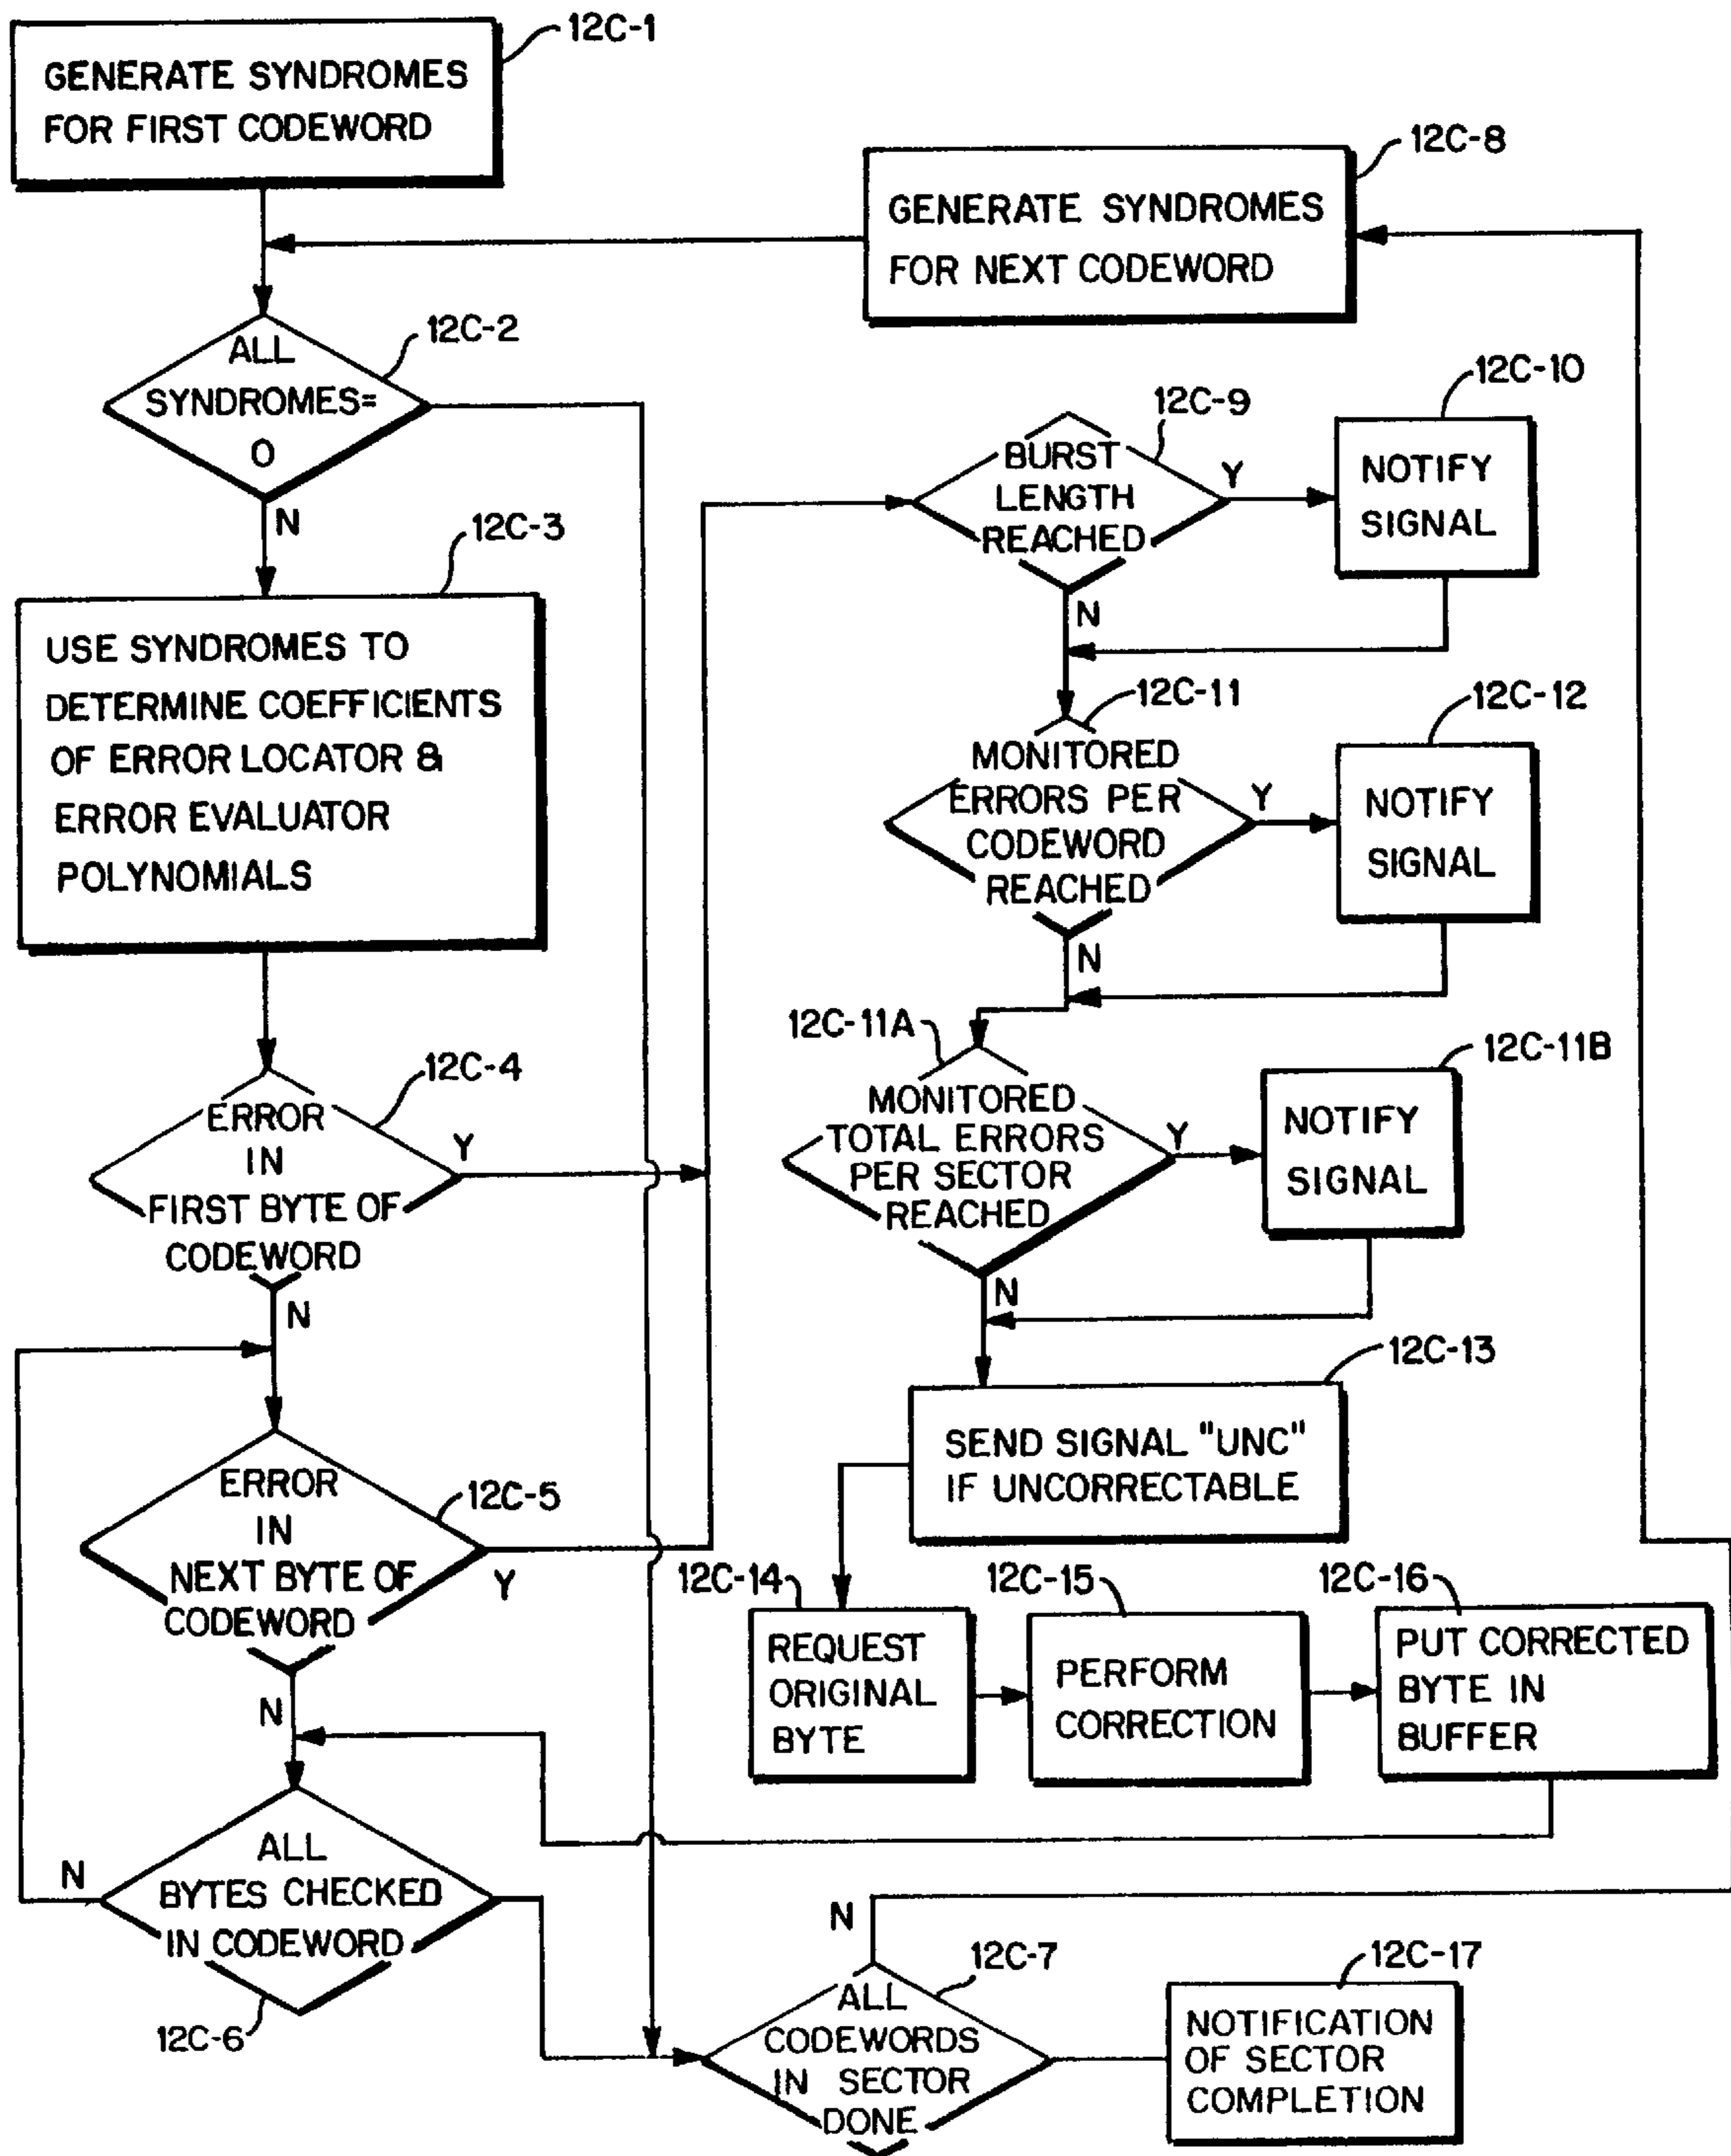 12C-1
GENERATE SYNDROMES
FOR FIRST CODEWORD
12C-8
GENERATE SYNDROMES
FOR NEXT CODEWORD
12C-2
ALL
SYNDROMES=
0
N
12C-3
USE SYNDROMES TO
DETERMINE COEFFICIENTS
OF ERROR LOCATOR &
ERROR EVALUATOR
POLYNOMIALS
12C-4
ERROR
IN
FIRST BYTE OF
CODEWORD
Y
N
12C-5
ERROR
IN
NEXT BYTE OF
CODEWORD
Y
N
ALL
BYTES CHECKED
IN CODEWORD
N
12C-6
12C-9
BURST
LENGTH
REACHED
Y
N
12C-10
NOTIFY
SIGNAL
12C-11
MONITORED
ERRORS PER
CODEWORD
REACHED
Y
N
12C-12
NOTIFY
SIGNAL
12C-11A
MONITORED
TOTAL ERRORS
PER SECTOR
REACHED
Y
N
12C-11B
NOTIFY
SIGNAL
12C-13
SEND SIGNAL "UNC"
IF UNCORRECTABLE
12C-14
REQUEST
ORIGINAL
BYTE
12C-15
PERFORM
CORRECTION
12C-16
PUT CORRECTED
BYTE IN
BUFFER
N
12C-7
ALL
CODEWORDS
IN SECTOR
DONE
12C-17
NOTIFICATION
OF SECTOR
COMPLETION